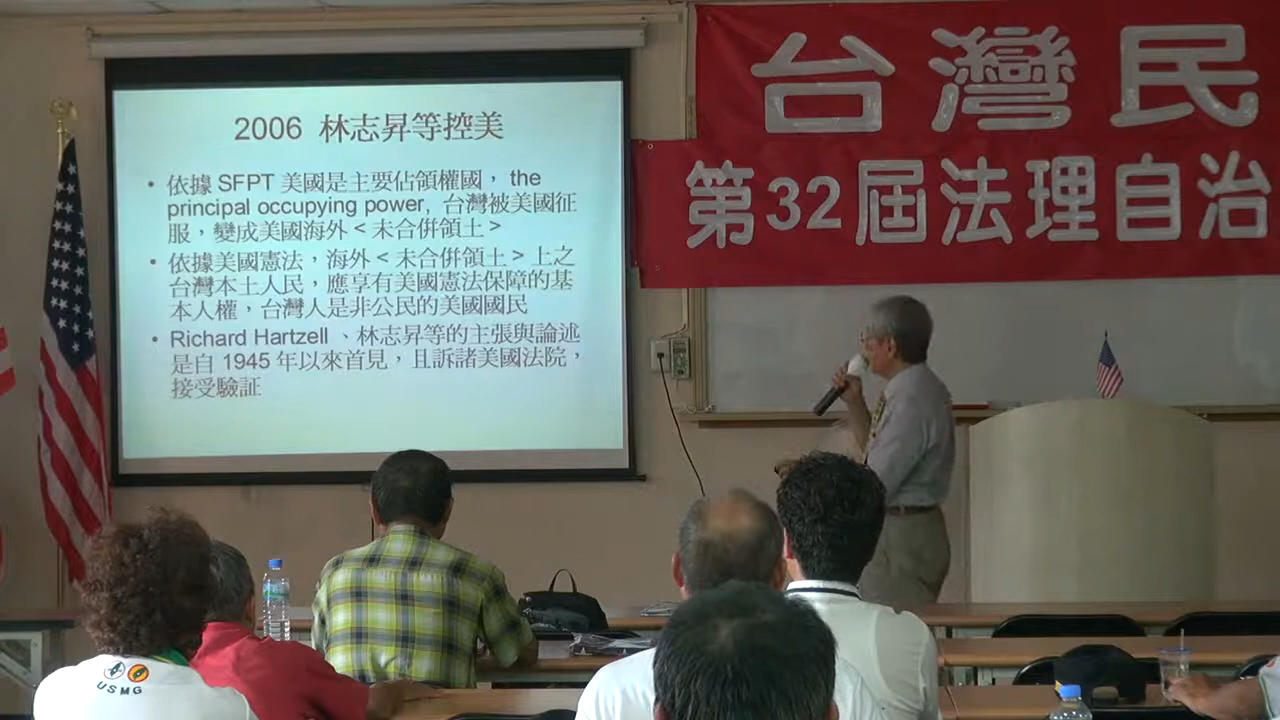 2006 林志昇等控美
• 依據 SFPT 美國是主要佔領權國， the
principal occupying power, 台灣被美國征
服，變成美國海外＜未合併領土＞
• 依據美國憲法，海外＜未合併領土＞上之
台灣本土人民，應享有美國憲法保障的基
本人權，台灣人是非公民的美國國民
• Richard Hartzell 、林志昇等的主張與論述
是自 1945 年以來首見，且訴諸美國法院，
接受驗証
台灣民
第32屆法理自治
USMG